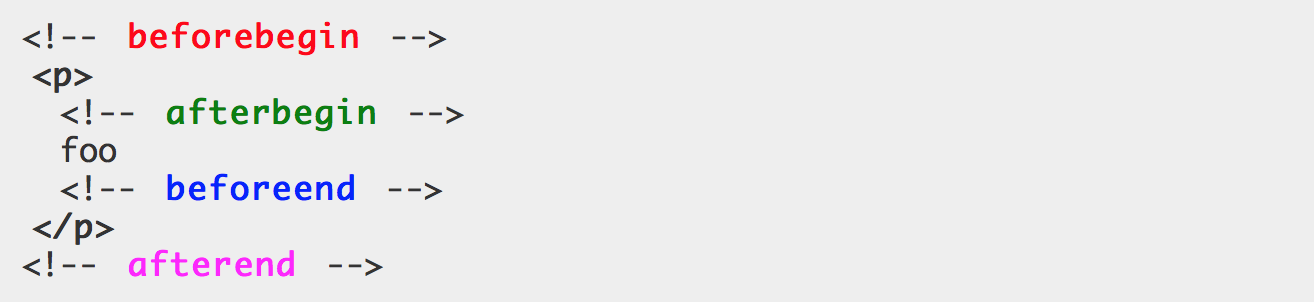 <!-- beforebegin -->
<p>
<!-- afterbegin -->
foo
<!-- beforeend -->
</p>
<!-- afterend -->